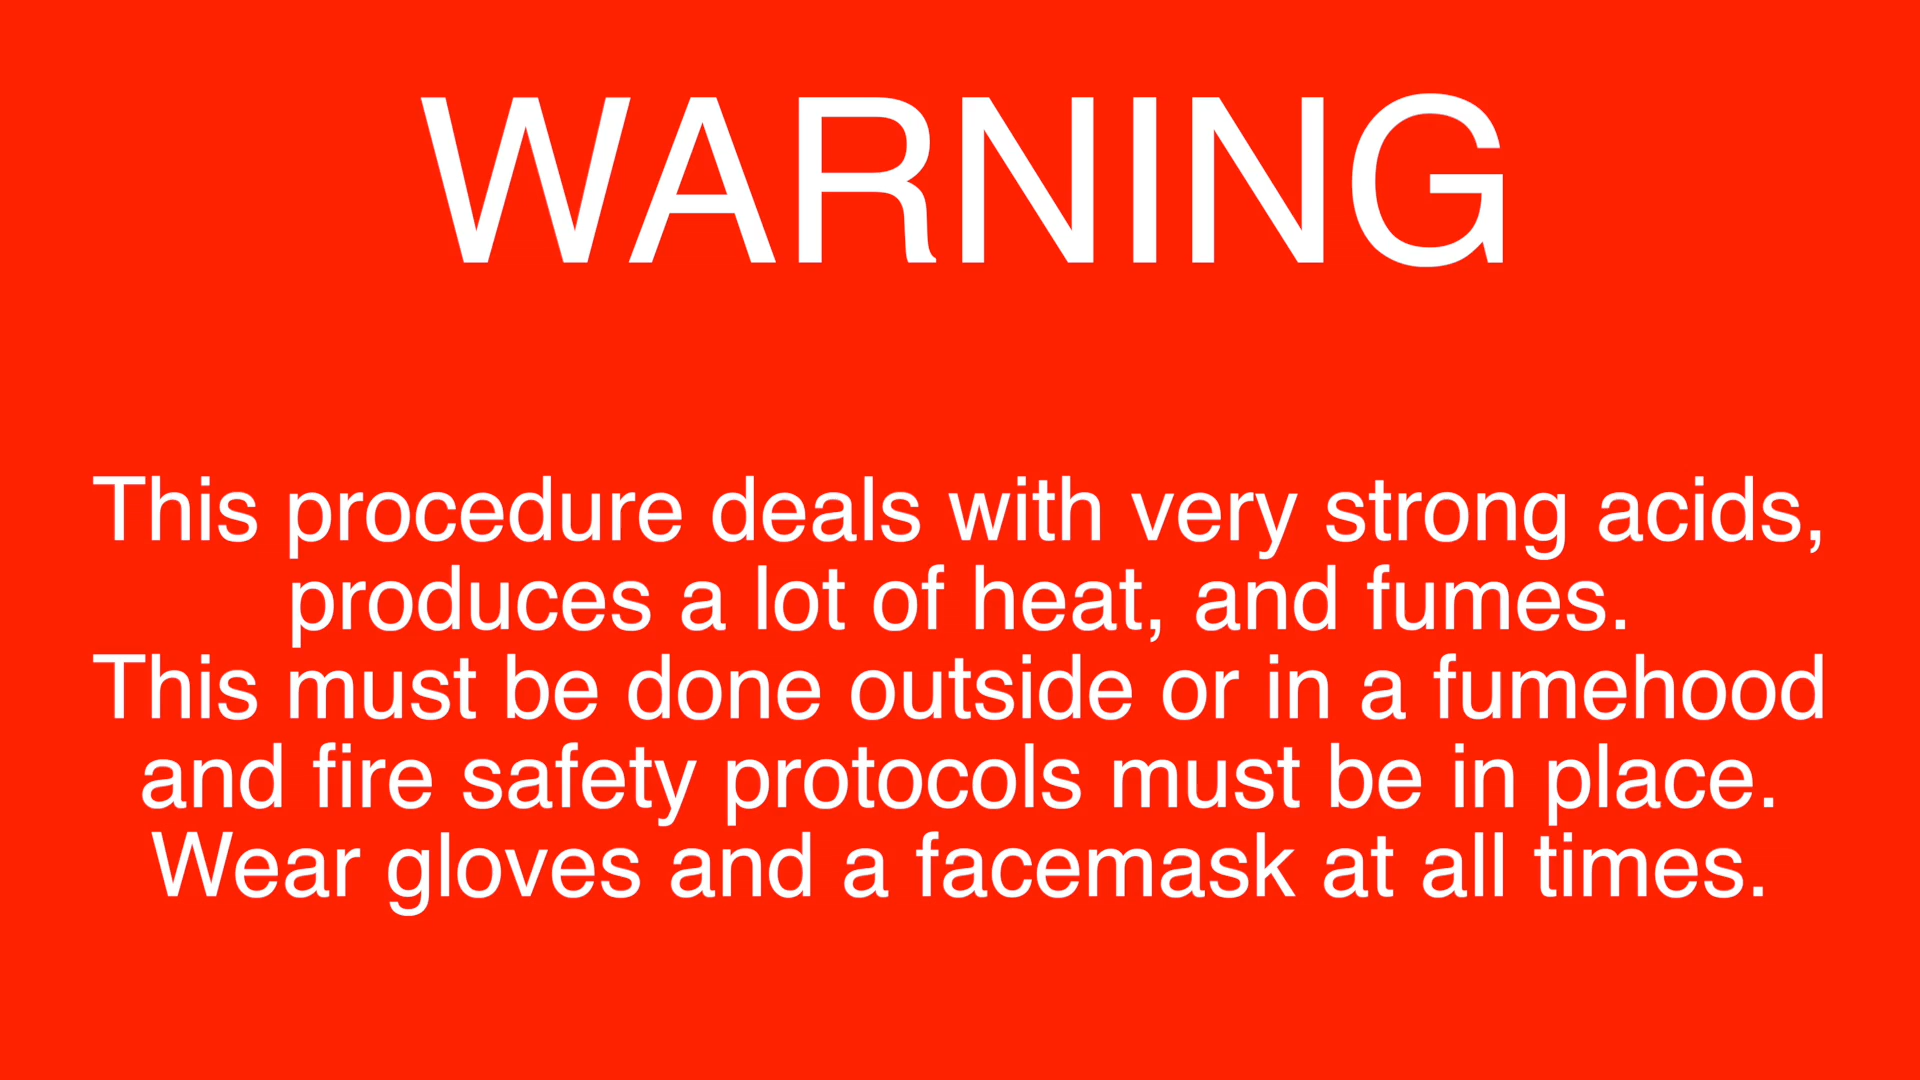 WARNING
This procedure deals with very strong acids,
produces a lot of heat, and fumes.
This must be done outside or in a fumehood
and fire safety protocols must be in place.
Wear gloves and a facemask at all times.